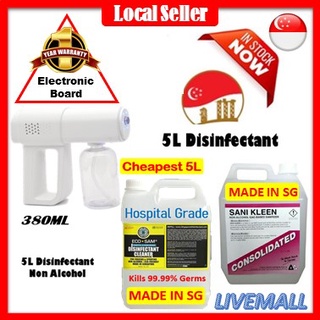 Local Seller
1
YEAR WARRANTY
Electronic
Board
IN STOCK
NOW
5L Disinfectant
380ML
Cheapest 5L
5L Disinfectant
Non Alcohol
ECO+SAM
DISINFECTANT
CLEANER
Hospital Grade
Kills 99.99% Germs
MADE IN SG
MADE IN SG
SANI KLEEN
CONSOLIDATED
LIVEMALL